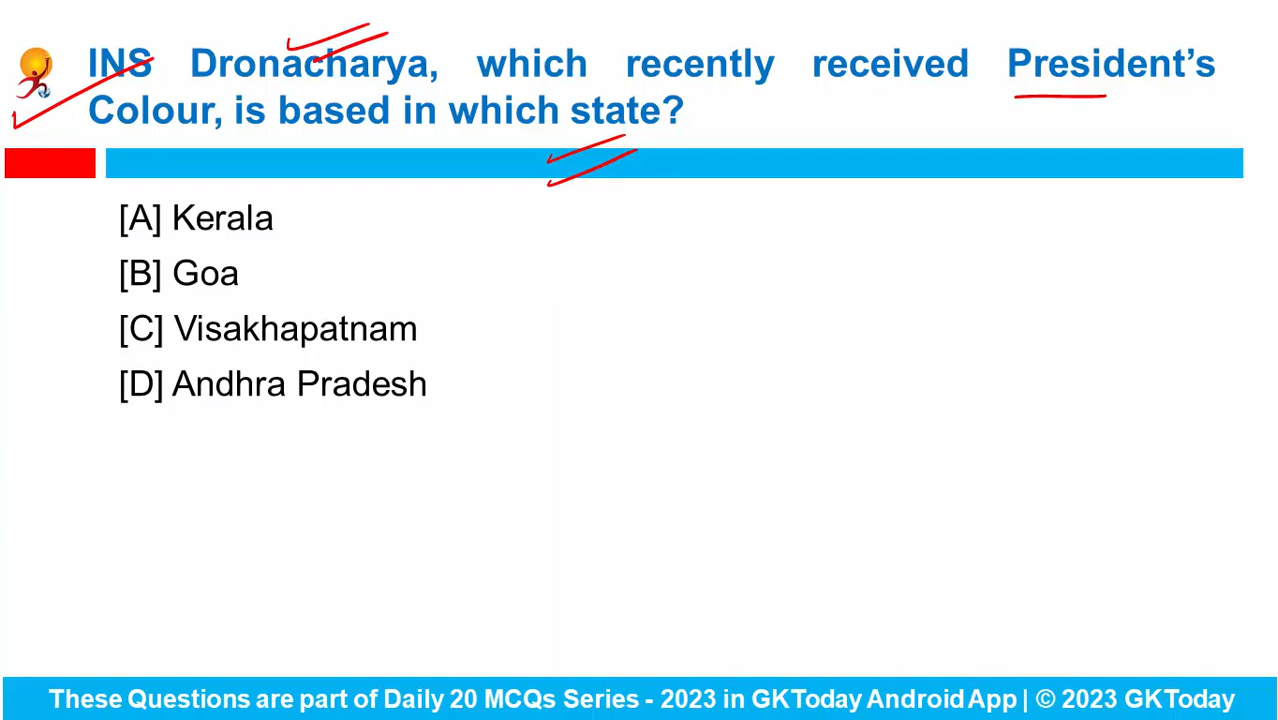 INS Dronacharya, which recently received President’s
Colour, is based in which state?
[A] Kerala
[B] Goa
[C] Visakhapatnam
[D] Andhra Pradesh
These Questions are part of Daily 20 MCQs Series - 2023 in GKToday Android App | © 2023 GKToday